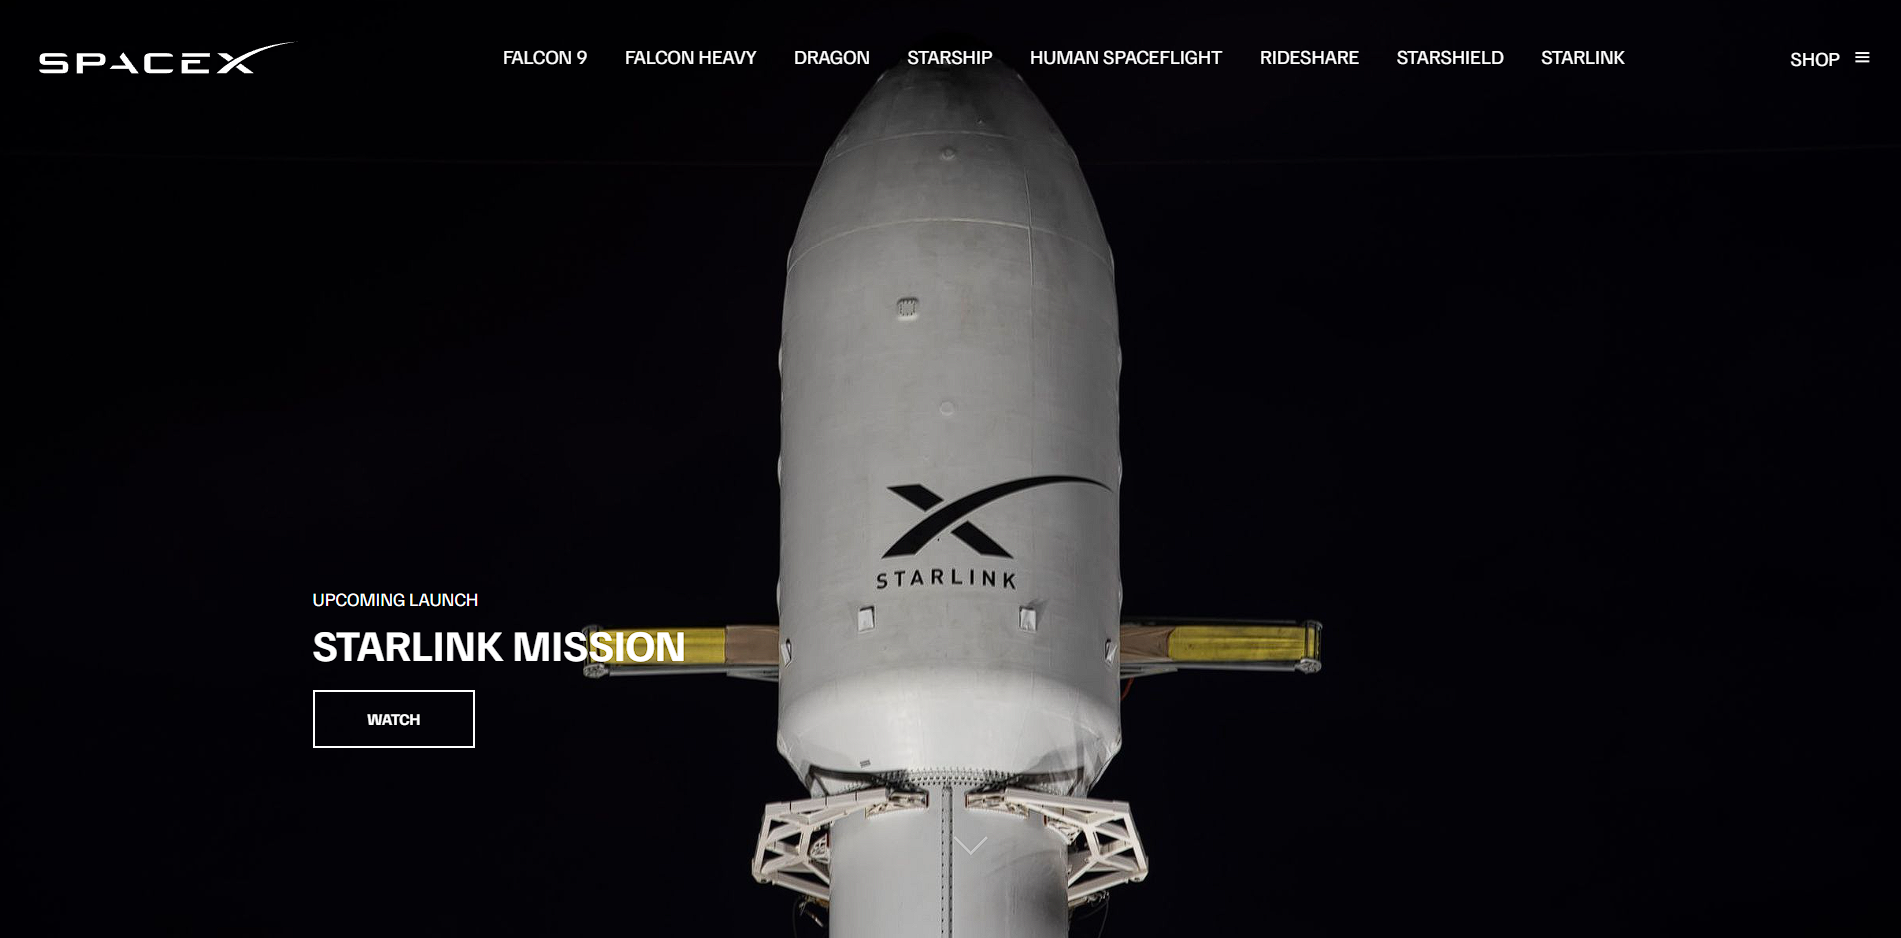 SPACEX
FALCON 9 FALCON HEAVY DRAGON STARSHIP HUMAN SPACEFLIGHT RIDESHARE STARSHIELD STARLINK SHOP
X
STARLINK
UPCOMING LAUNCH
STARLINK MISSION
WATCH